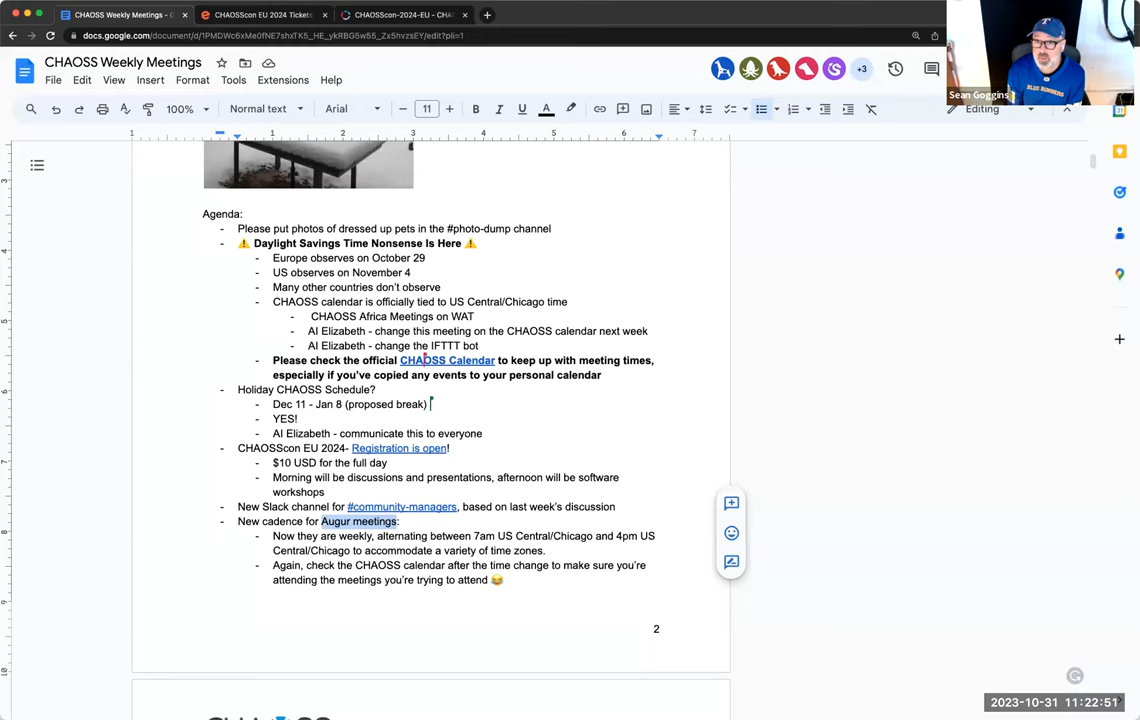 CHAOSS Weekly Meetings - G
CHAOSScon EU 2024 Tickets
CHAOSScon-2024-EU - CHA
docs.google.com/document/d/1PMDWc6xMe0fNE7shxTK5_HE_ykRBG5w55_Zx5hvzsEY/edit?pli=1
CHAOSS Weekly Meetings
File Edit View Insert Format Tools Extensions Help
+3
Sean Goggins
100% Normal text Arial 11 Editing
1 1 2 3 4 5 6 7
Agenda:
- Please put photos of dressed up pets in the #photo-dump channel
- ⚠️ Daylight Savings Time Nonsense Is Here ⚠️
- Europe observes on October 29
- US observes on November 4
- Many other countries don't observe
- CHAOSS calendar is officially tied to US Central/Chicago time
- CHAOSS Africa Meetings on WAT
- AI Elizabeth - change this meeting on the CHAOSS calendar next week
- AI Elizabeth - change the IFTTT bot
- Please check the official CHAOSS Calendar to keep up with meeting times,
especially if you've copied any events to your personal calendar
- Holiday CHAOSS Schedule?
- Dec 11 - Jan 8 (proposed break)
- YES!
- AI Elizabeth - communicate this to everyone
- CHAOSScon EU 2024- Registration is open!
- $10 USD for the full day
- Morning will be discussions and presentations, afternoon will be software
workshops
- New Slack channel for #community-managers, based on last week's discussion
- New cadence for Augur meetings:
- Now they are weekly, alternating between 7am US Central/Chicago and 4pm US
Central/Chicago to accommodate a variety of time zones.
- Again, check the CHAOSS calendar after the time change to make sure you're
attending the meetings you're trying to attend 😂
2
CHAOSS
2023-10-31 11:22:51